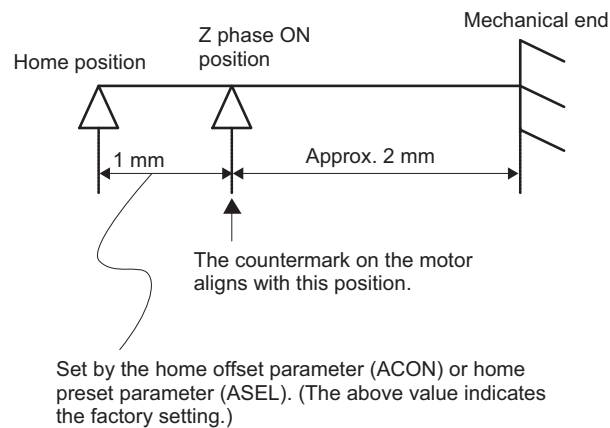 Mechanical end
Z phase ON
position
Home position
1 mm
Approx. 2 mm
The countermark on the motor
aligns with this position.
Set by the home offset parameter (ACON) or home
preset parameter (ASEL). (The above value indicates
the factory setting.)